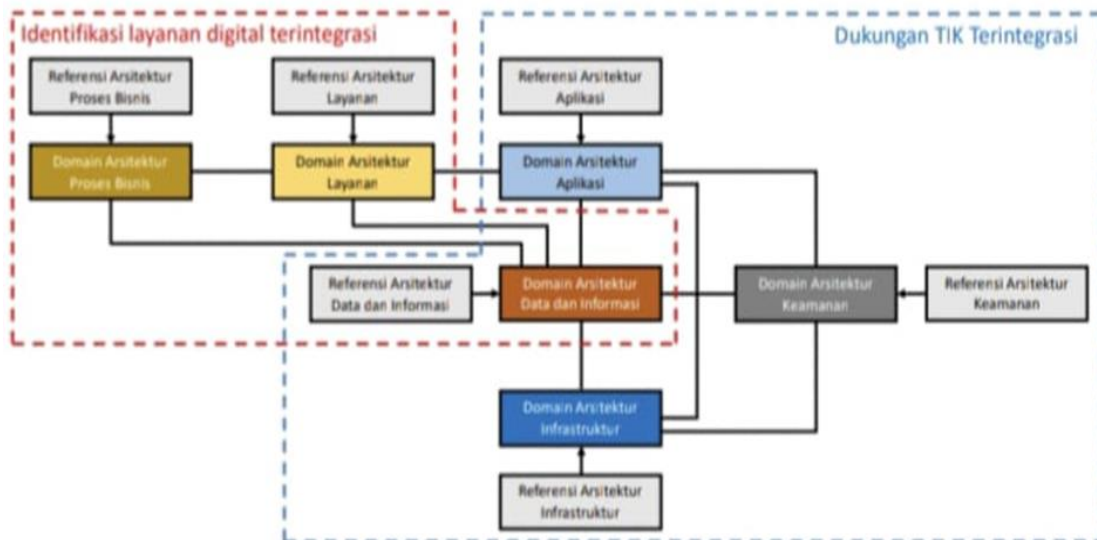 Identifikasi layanan digital terintegrasi
Dukungan TIK Terintegrasi
Referensi Arsitektur
Proses Bisnis
Referensi Arsitektur
Layanan
Referensi Arsitektur
Aplikasi
Domain Arsitektur
Proses Bisnis
Domain Arsitektur
Layanan
Domain Arsitektur
Aplikasi
Referensi Arsitektur
Data dan Informasi
Domain Arsitektur
Data dan Informasi
Domain Arsitektur
Keamanan
Referensi Arsitektur
Keamanan
Domain Arsitektur
Infrastruktur
Referensi Arsitektur
Infrastruktur